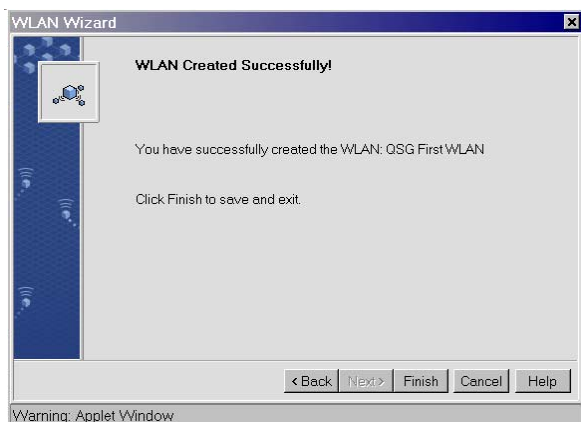 WLAN Wizard
WLAN Created Successfully!
You have successfully created the WLAN: QSG First WLAN
Click Finish to save and exit.
< Back Next > Finish Cancel Help
Warning: Applet Window